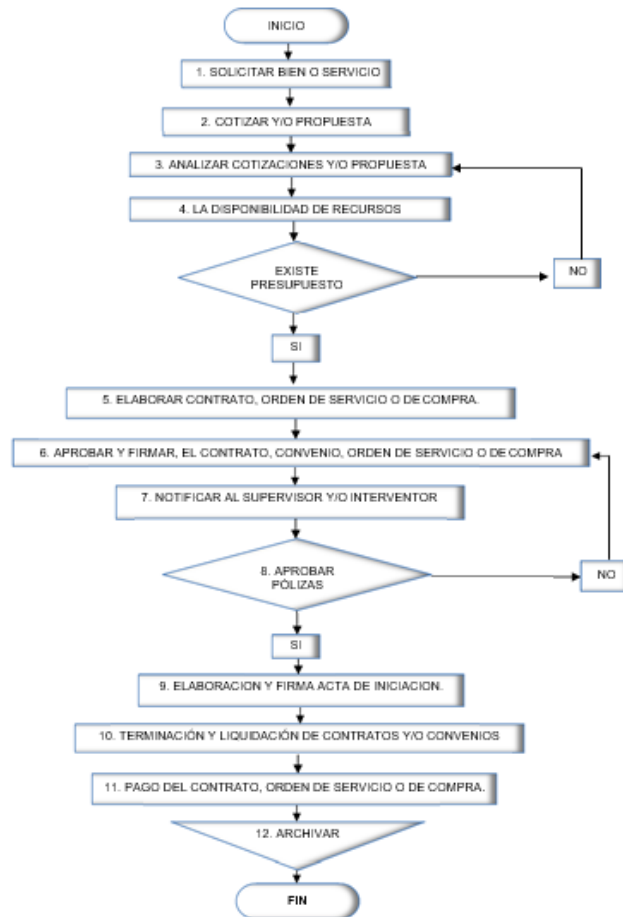 INICIO
1. SOLICITAR BIEN O SERVICIO
2. COTIZAR Y/O PROPUESTA
3. ANALIZAR COTIZACIONES Y/O PROPUESTA
4. LA DISPONIBILIDAD DE RECURSOS
EXISTE
PRESUPUESTO
NO
SI
5. ELABORAR CONTRATO, ORDEN DE SERVICIO O DE COMPRA.
6. APROBAR Y FIRMAR, EL CONTRATO, CONVENIO, ORDEN DE SERVICIO O DE COMPRA
7. NOTIFICAR AL SUPERVISOR Y/O INTERVENTOR
8. APROBAR
PÓLIZAS
NO
SI
9. ELABORACION Y FIRMA ACTA DE INICIACION.
10. TERMINACIÓN Y LIQUIDACIÓN DE CONTRATOS Y/O CONVENIOS
11. PAGO DEL CONTRATO, ORDEN DE SERVICIO O DE COMPRA.
12. ARCHIVAR
FIN